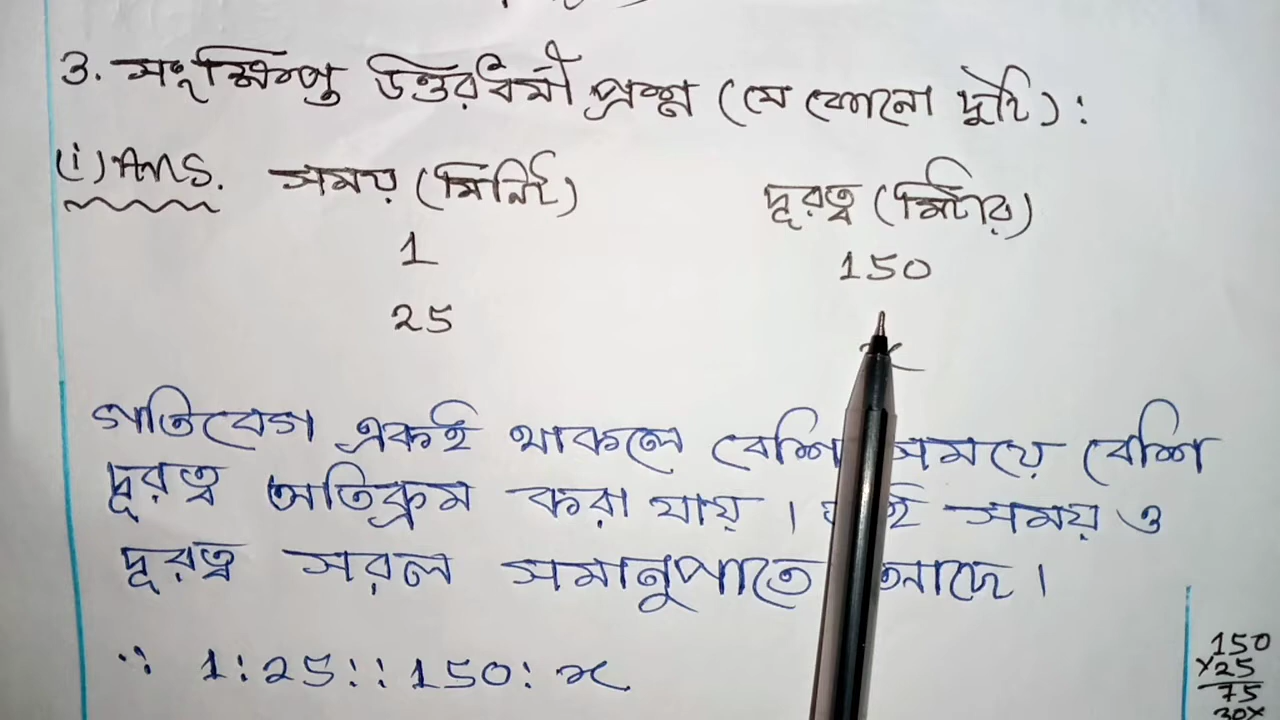 3. সংক্ষিপ্ত উত্তরধর্মী প্রশ্ন (যে কোনো দুটি) :
(i) Ans. সময় (মিনিট) দূরত্ব (মিটার)
1 150
25 x
গতিবেগ একই থাকলে বেশি সময়ে বেশি
দূরত্ব অতিক্রম করা যায়। সময় ও
দূরত্ব সরল সমানুপাতে আছে।
∴ 1:25::150:x
150
×25
75
30×